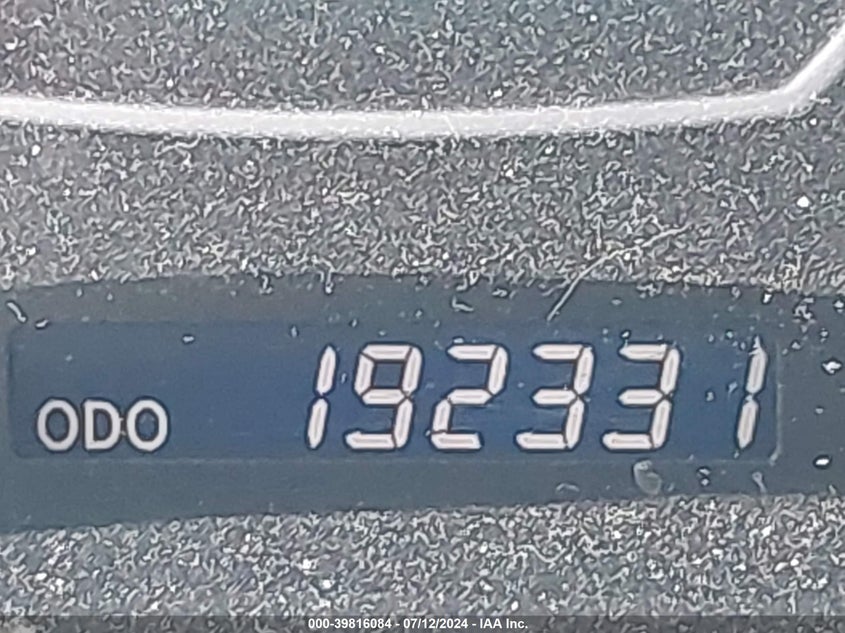 ODO 192331
000-39816084 - 07/12/2024 - IAA Inc.